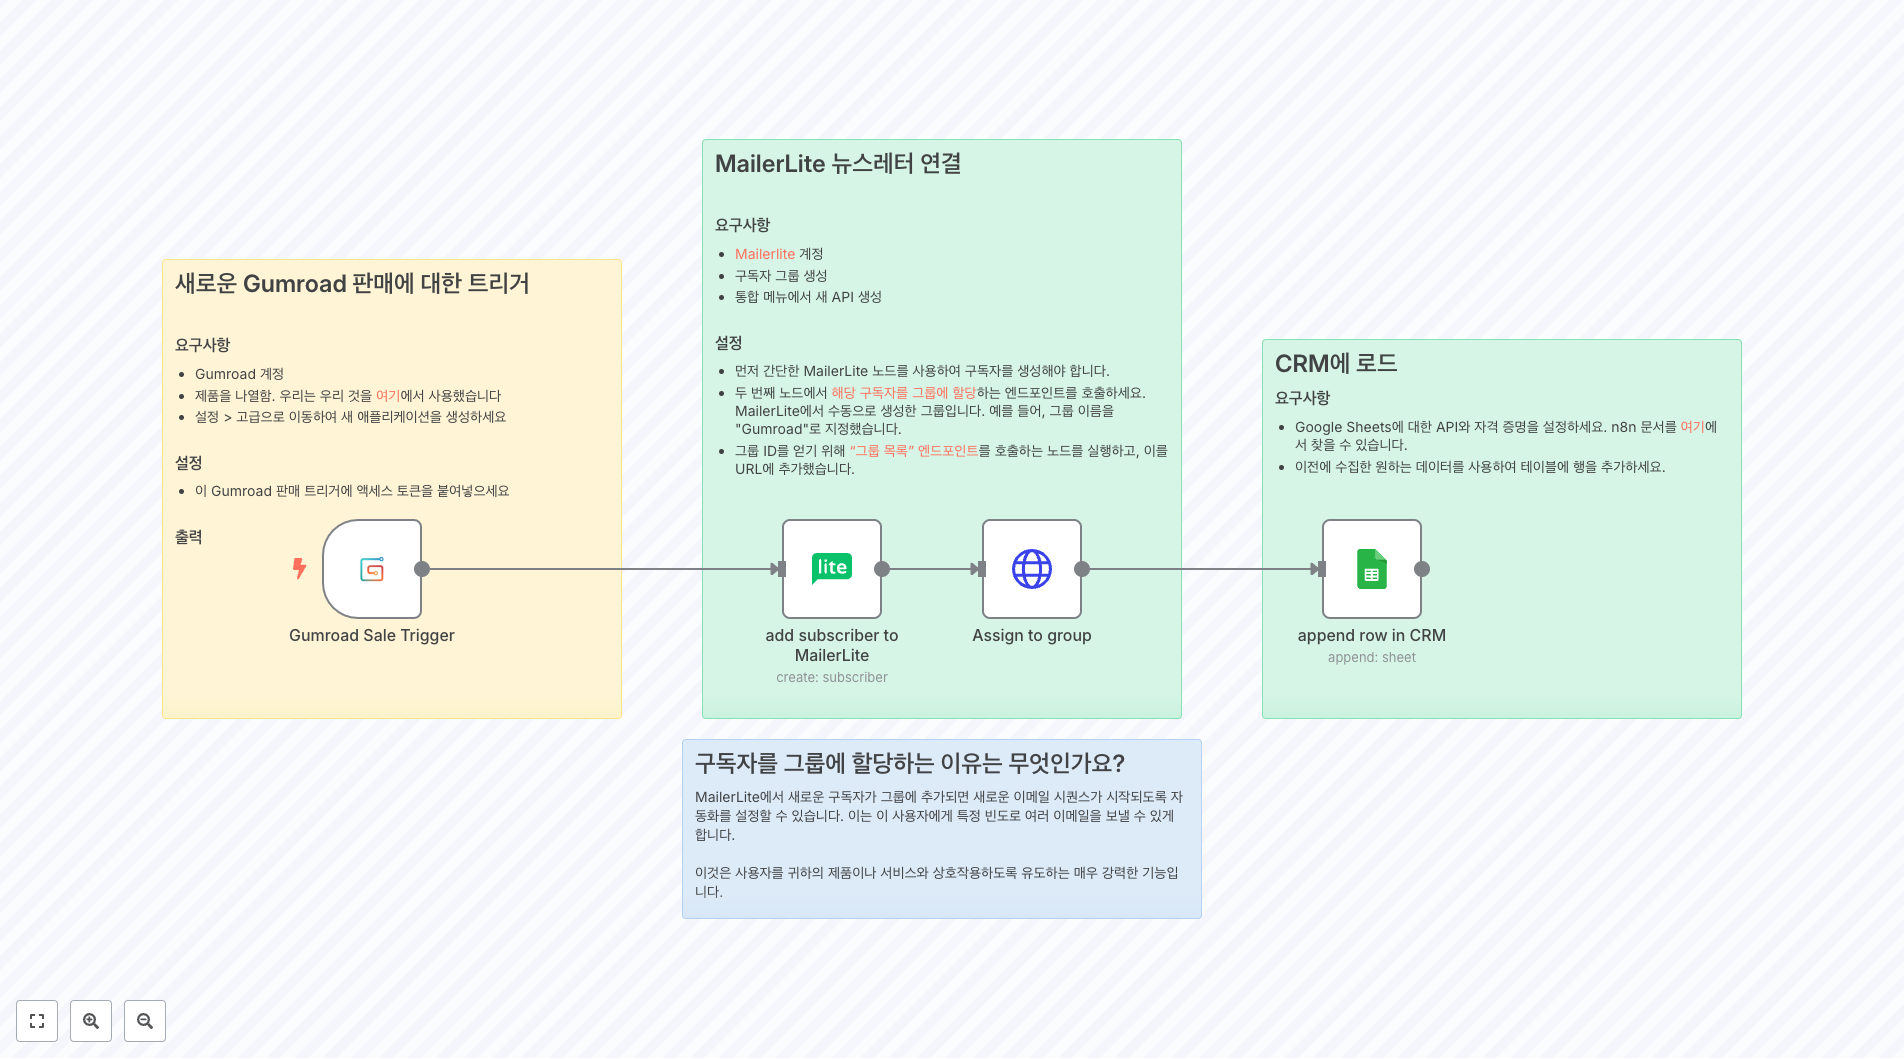 새로운 Gumroad 판매에 대한 트리거
요구사항
Gumroad 계정
제품을 나열함. 우리는 우리 것을 여기에서 사용했습니다
설정 > 고급으로 이동하여 새 애플리케이션을 생성하세요
설정
이 Gumroad 판매 트리거에 액세스 토큰을 붙여넣으세요
출력
Gumroad Sale Trigger
MailerLite 뉴스레터 연결
요구사항
Mailerlite 계정
구독자 그룹 생성
통합 메뉴에서 새 API 생성
설정
먼저 간단한 MailerLite 노드를 사용하여 구독자를 생성해야 합니다.
두 번째 노드에서 해당 구독자를 그룹에 할당하는 엔드포인트를 호출하세요.
MailerLite에서 수동으로 생성한 그룹입니다. 예를 들어, 그룹 이름을
"Gumroad"로 지정했습니다.
그룹 ID를 얻기 위해 “그룹 목록” 엔드포인트를 호출하는 노드를 실행하고, 이를
URL에 추가했습니다.
lite
add subscriber to
MailerLite
create: subscriber
Assign to group
CRM에 로드
요구사항
Google Sheets에 대한 API와 자격 증명을 설정하세요. n8n 문서를 여기에
서 찾을 수 있습니다.
이전에 수집한 원하는 데이터를 사용하여 테이블에 행을 추가하세요.
append row in CRM
append: sheet
구독자를 그룹에 할당하는 이유는 무엇인가요?
MailerLite에서 새로운 구독자가 그룹에 추가되면 새로운 이메일 시퀀스가 시작되도록 자
동화를 설정할 수 있습니다. 이는 이 사용자에게 특정 빈도로 여러 이메일을 보낼 수 있게
합니다.
이것은 사용자를 귀하의 제품이나 서비스와 상호작용하도록 유도하는 매우 강력한 기능입
니다.